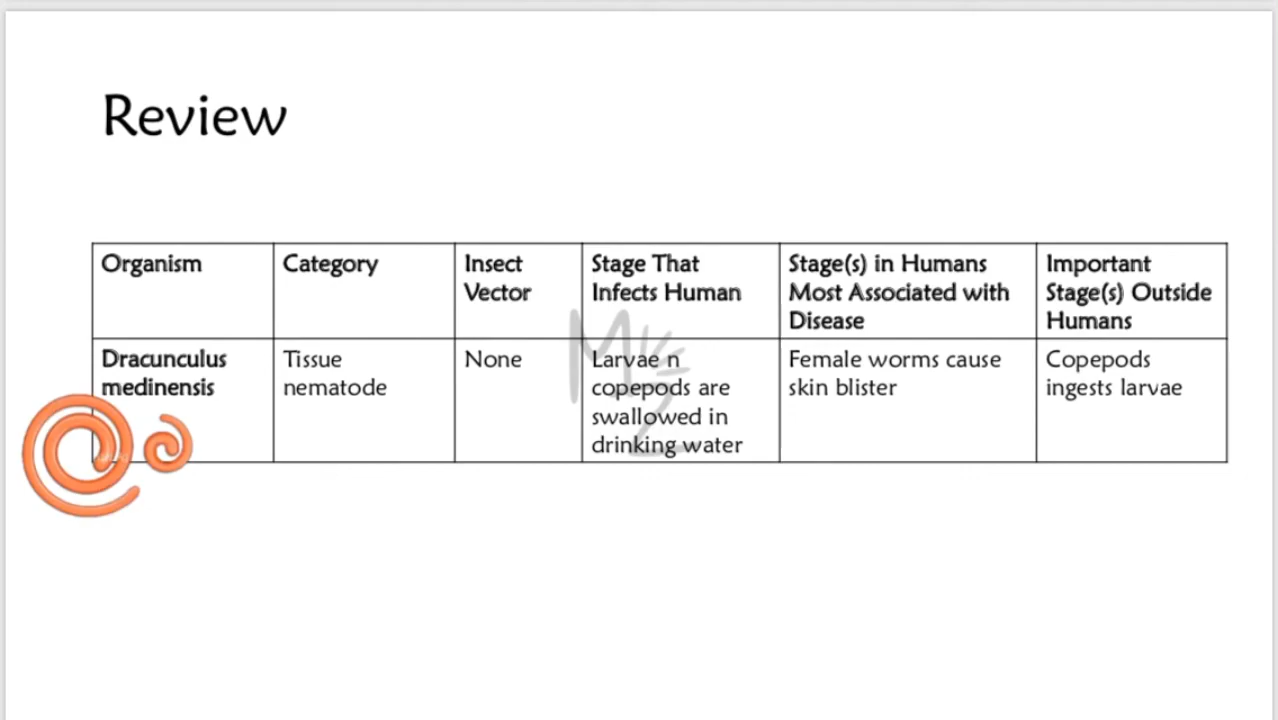 Review
Organism
Category
Insect
Vector
Stage That
Infects Human
Stage(s) in Humans
Most Associated with
Disease
Important
Stage(s) Outside
Humans
Dracunculus
medinensis
Tissue
nematode
None
Larvae n
copepods are
swallowed in
drinking water
Female worms cause
skin blister
Copepods
ingests larvae